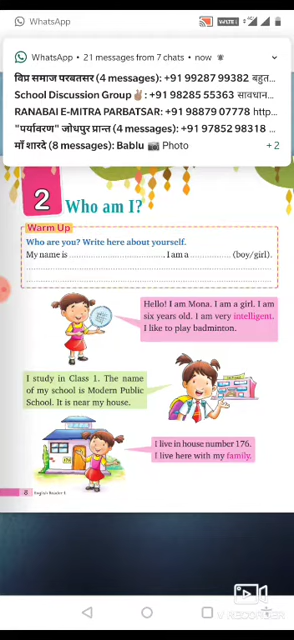 WhatsApp
WhatsApp • 21 messages from 7 chats • now
विप्र समाज परबतसर (4 messages): +91 99287 99382 बहुत
School Discussion Group✌🏻: +91 98285 55363 सावधान
RANABAI E-MITRA PARBATSAR: +91 98879 07778 http...
"पर्यावरण" जोधपुर प्रान्त (4 messages): +91 97852 98318
माँ शारदे (8 messages): Bablu 📷 Photo
+2
2
Who am I?
Warm Up
Who are you? Write here about yourself.
My name is ............................. . I am a ............... (boy/girl).
Hello! I am Mona. I am a girl. I am
six years old. I am very intelligent.
I like to play badminton.
I study in Class 1. The name
of my school is Modern Public
School. It is near my house.
I live in house number 176.
I live here with my family.
8 English Reader 1
V RECORDER